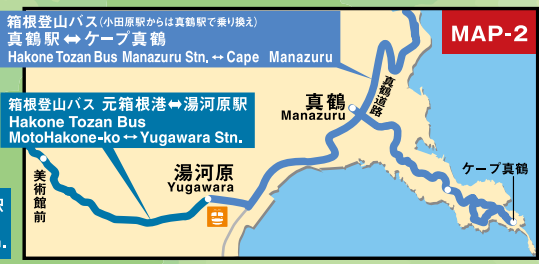 箱根登山バス(小田原駅からは真鶴駅で乗り換え)
真鶴駅⬌ケープ真鶴
Hakone Tozan Bus Manazuru Stn. ↔ Cape Manazuru
MAP-2
箱根登山バス 元箱根港⬌湯河原駅
Hakone Tozan Bus
MotoHakone-ko ↔ Yugawara Stn.
真鶴
Manazuru
真鶴道路
ケープ真鶴
湯河原
Yugawara
美術館前
駅